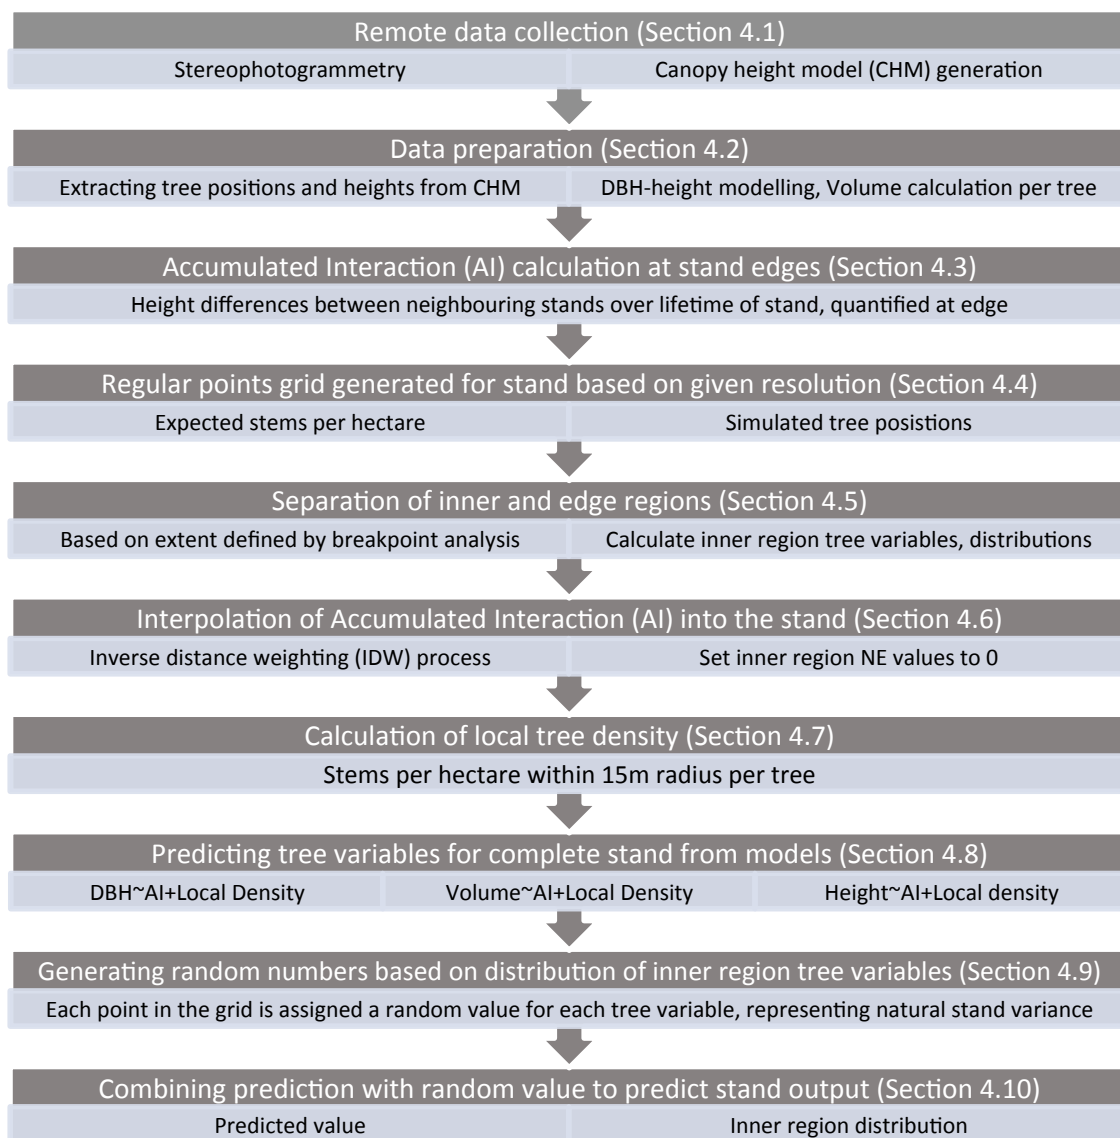 Remote data collection (Section 4.1)
Stereophotogrammetry
Canopy height model (CHM) generation
Data preparation (Section 4.2)
Extracting tree positions and heights from CHM
DBH-height modelling, Volume calculation per tree
Accumulated Interaction (AI) calculation at stand edges (Section 4.3)
Height differences between neighbouring stands over lifetime of stand, quantified at edge
Regular points grid generated for stand based on given resolution (Section 4.4)
Expected stems per hectare
Simulated tree posistions
Separation of inner and edge regions (Section 4.5)
Based on extent defined by breakpoint analysis
Calculate inner region tree variables, distributions
Interpolation of Accumulated Interaction (AI) into the stand (Section 4.6)
Inverse distance weighting (IDW) process
Set inner region NE values to 0
Calculation of local tree density (Section 4.7)
Stems per hectare within 15m radius per tree
Predicting tree variables for complete stand from models (Section 4.8)
DBH~AI+Local Density
Volume~AI+Local Density
Height~AI+Local density
Generating random numbers based on distribution of inner region tree variables (Section 4.9)
Each point in the grid is assigned a random value for each tree variable, representing natural stand variance
Combining prediction with random value to predict stand output (Section 4.10)
Predicted value
Inner region distribution